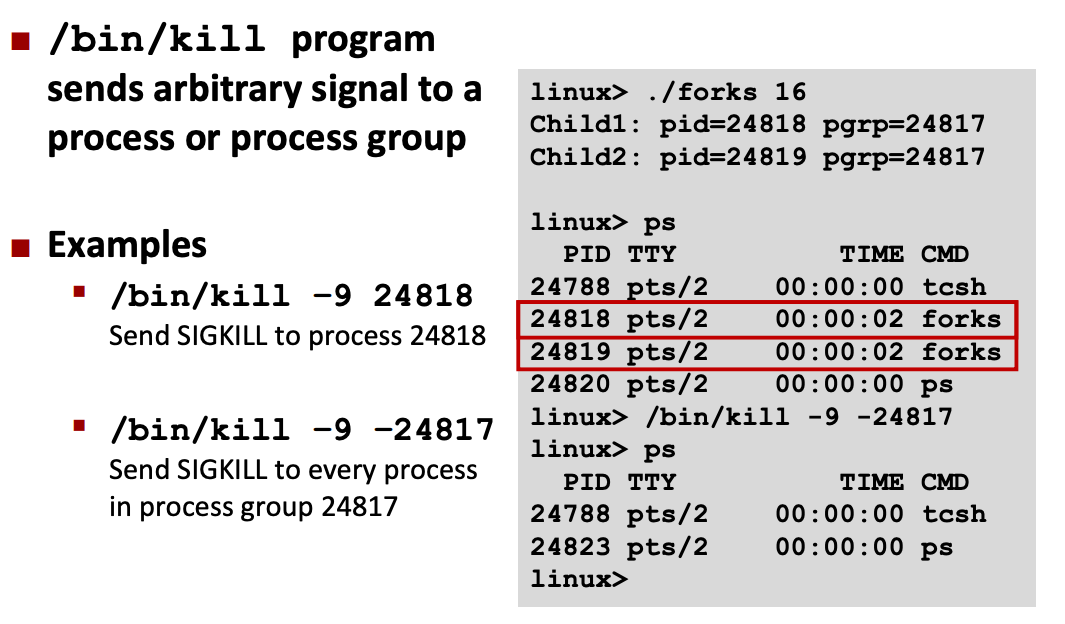 /bin/kill program
sends arbitrary signal to a
process or process group
Examples
/bin/kill –9 24818
Send SIGKILL to process 24818
/bin/kill –9 –24817
Send SIGKILL to every process
in process group 24817
linux> ./forks 16
Child1: pid=24818 pgrp=24817
Child2: pid=24819 pgrp=24817
linux> ps
  PID TTY          TIME CMD
24788 pts/2    00:00:00 tcsh
24818 pts/2    00:00:02 forks
24819 pts/2    00:00:02 forks
24820 pts/2    00:00:00 ps
linux> /bin/kill -9 -24817
linux> ps
  PID TTY          TIME CMD
24788 pts/2    00:00:00 tcsh
24823 pts/2    00:00:00 ps
linux>